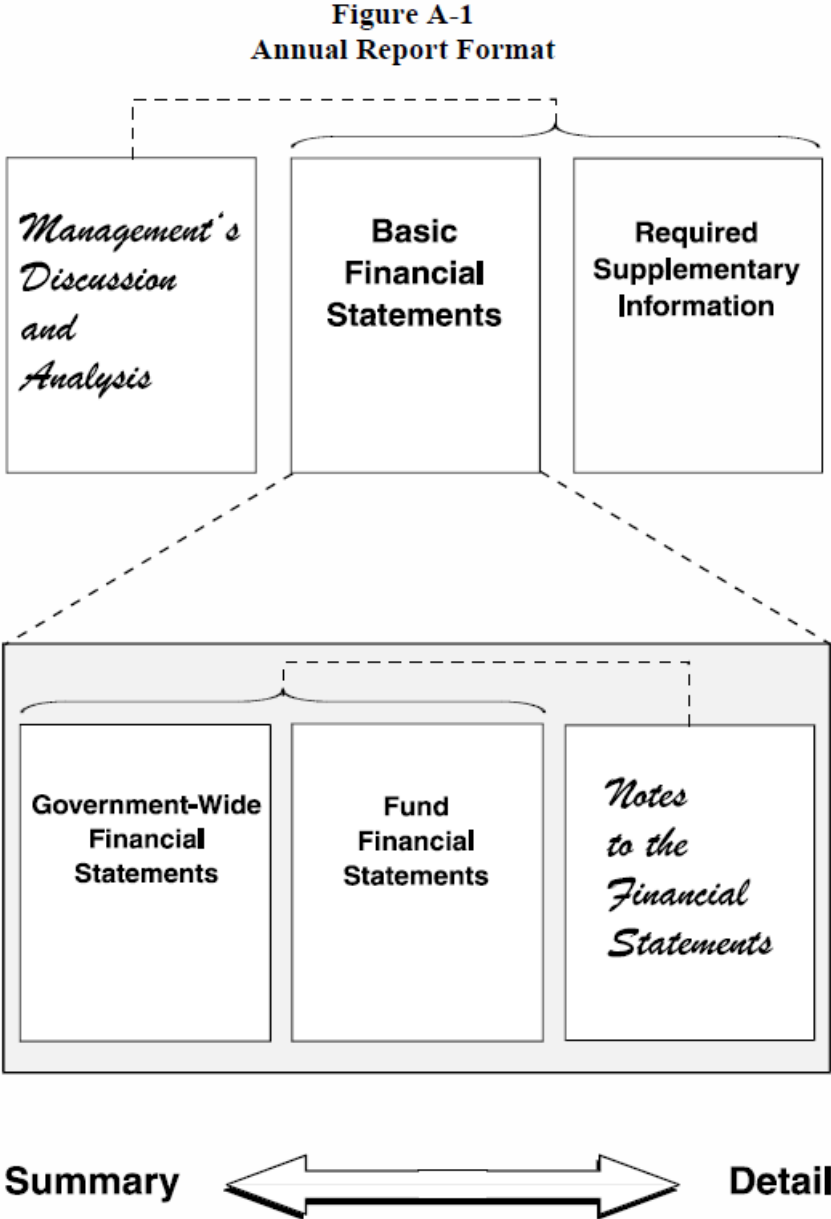 Figure A-1
Annual Report Format
Management's
Discussion
and
Analysis
Basic
Financial
Statements
Required
Supplementary
Information
Government-Wide
Financial
Statements
Fund
Financial
Statements
Notes
to the
Financial
Statements
Summary
Detail